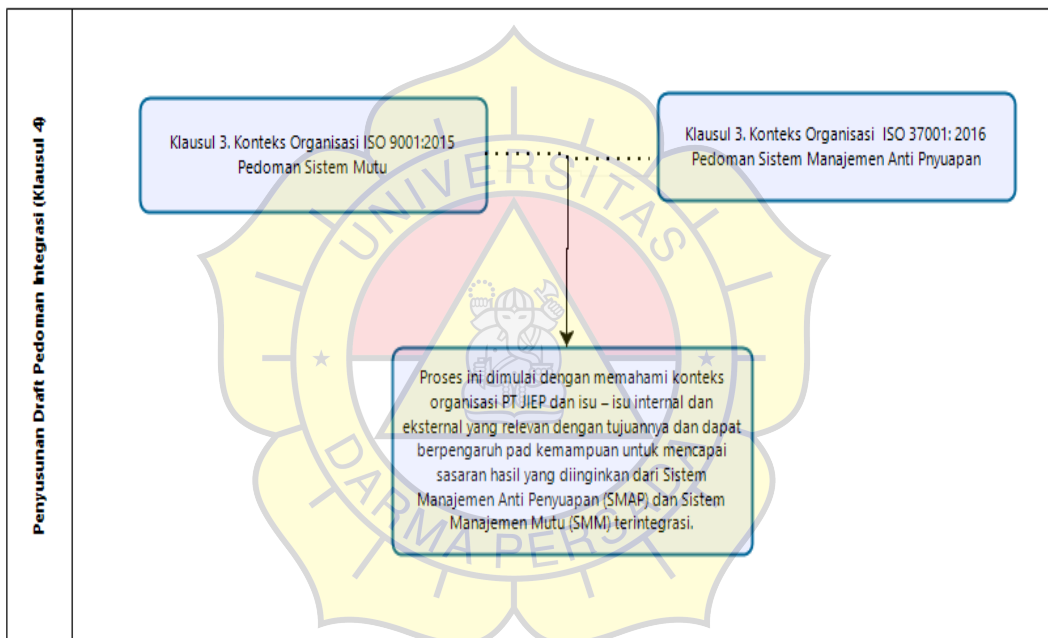 Penyusunan Draft Pedoman Integrasi (Klausul 4)
Klausul 3. Konteks Organisasi ISO 9001:2015
Pedoman Sistem Mutu
Klausul 3. Konteks Organisasi ISO 37001: 2016
Pedoman Sistem Manajemen Anti Pnyuapan
Proses ini dimulai dengan memahami konteks
organisasi PT JIEP dan isu – isu internal dan
eksternal yang relevan dengan tujuannya dan dapat
berpengaruh pad kemampuan untuk mencapai
sasaran hasil yang diinginkan dari Sistem
Manajemen Anti Penyuapan (SMAP) dan Sistem
Manajemen Mutu (SMM) terintegrasi.
UNIVERSITAS
DARMA PERSADA